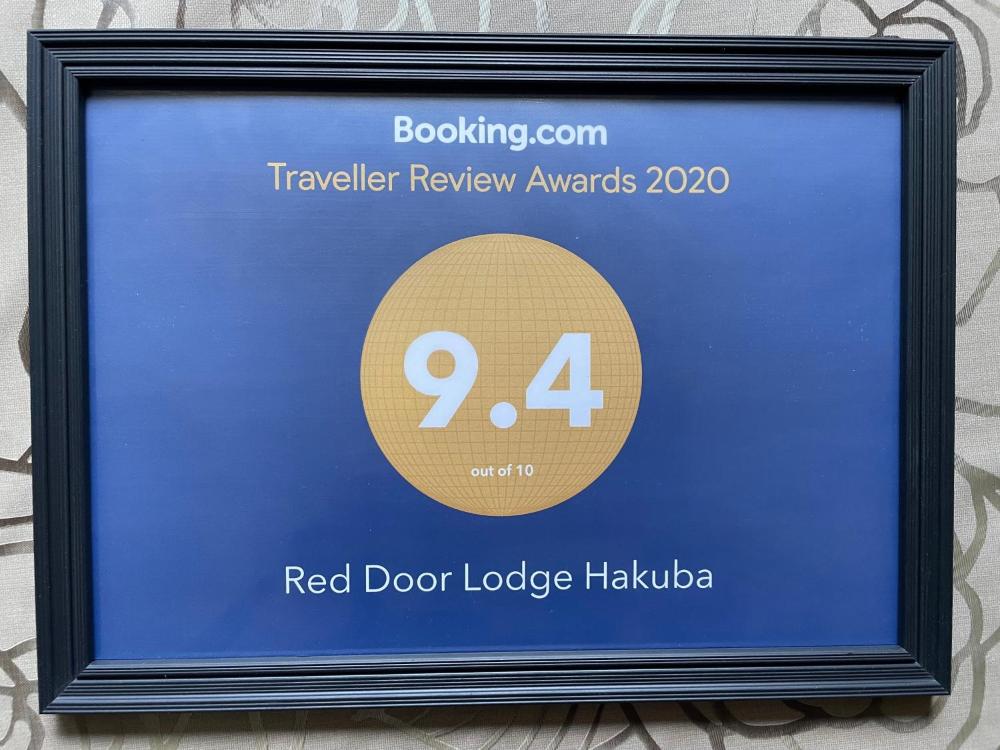 Booking.com
Traveller Review Awards 2020
9.4
out of 10
Red Door Lodge Hakuba